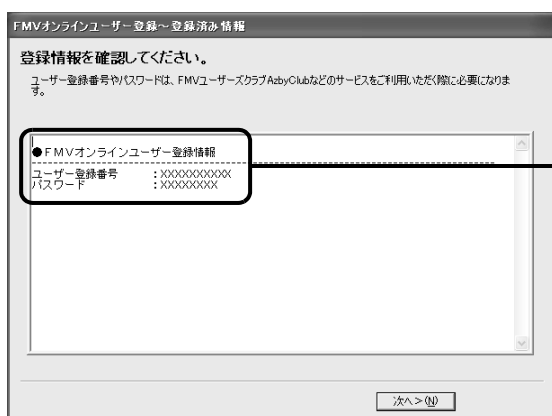 FMVオンラインユーザー登録～登録済み情報
登録情報を確認してください。
ユーザー登録番号やパスワードは、FMVユーザーズクラブAzbyClubなどのサービスをご利用いただく際に必要になりま
す。
●FMVオンラインユーザー登録情報
--------------------------------------------------
ユーザー登録番号　　：XXXXXXXXXX
パスワード　　　　　：XXXXXXXX
次へ＞(N)